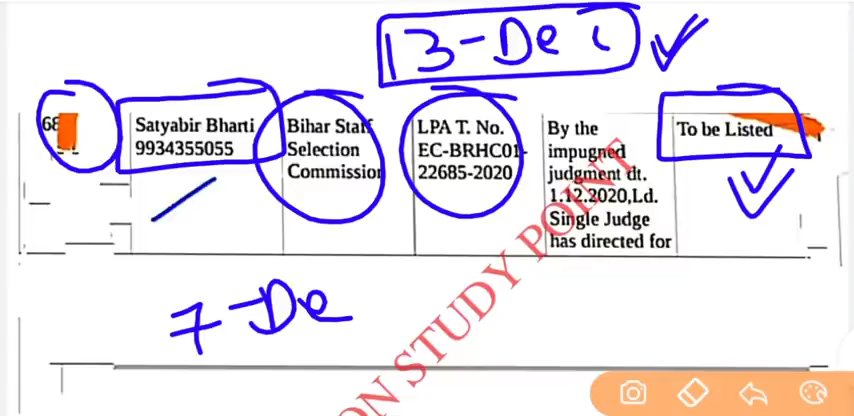 13-Dec
68
Satyabir Bharti
9934355055
Bihar Staff
Selection
Commission
LPA T. No.
EC-BRHC01-
22685-2020
By the
impugned
judgment dt.
1.12.2020,Ld.
Single Judge
has directed for
To be Listed
7-De
ON STUDY POINT